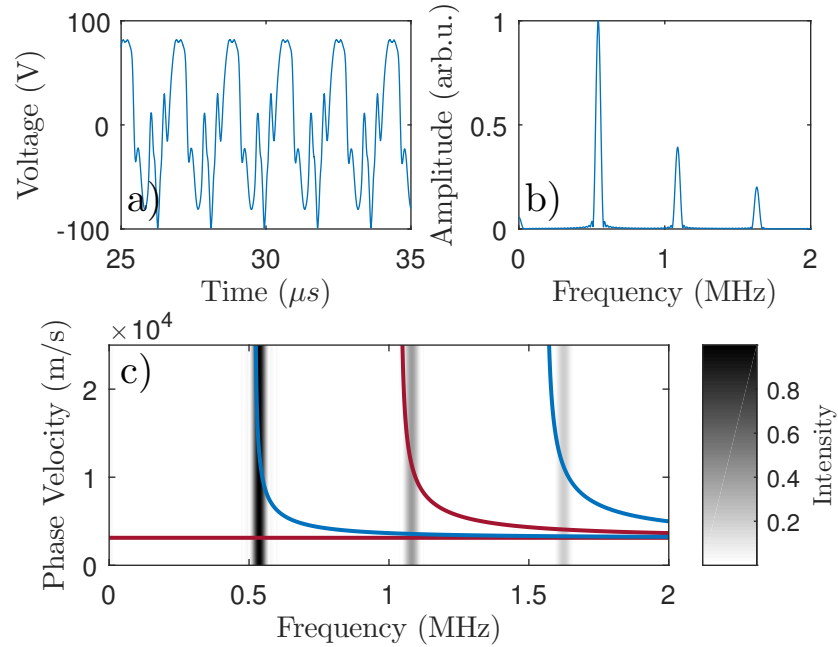 100
0
-100
Voltage (V)
a)
25
30
35
Time (μs)
1
0.5
0
Amplitude (arb.u.)
b)
0
1
2
Frequency (MHz)
×10⁴
2
1
0
Phase Velocity (m/s)
c)
0
0.5
1
1.5
2
Frequency (MHz)
0.8
0.6
0.4
0.2
Intensity